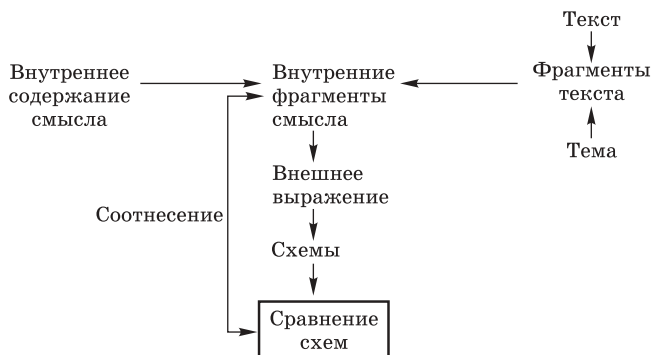 Текст
Внутреннее
содержание
смысла
Внутренние
фрагменты
смысла
Фрагменты
текста
Тема
Внешнее
выражение
Соотнесение
Схемы
Сравнение
схем